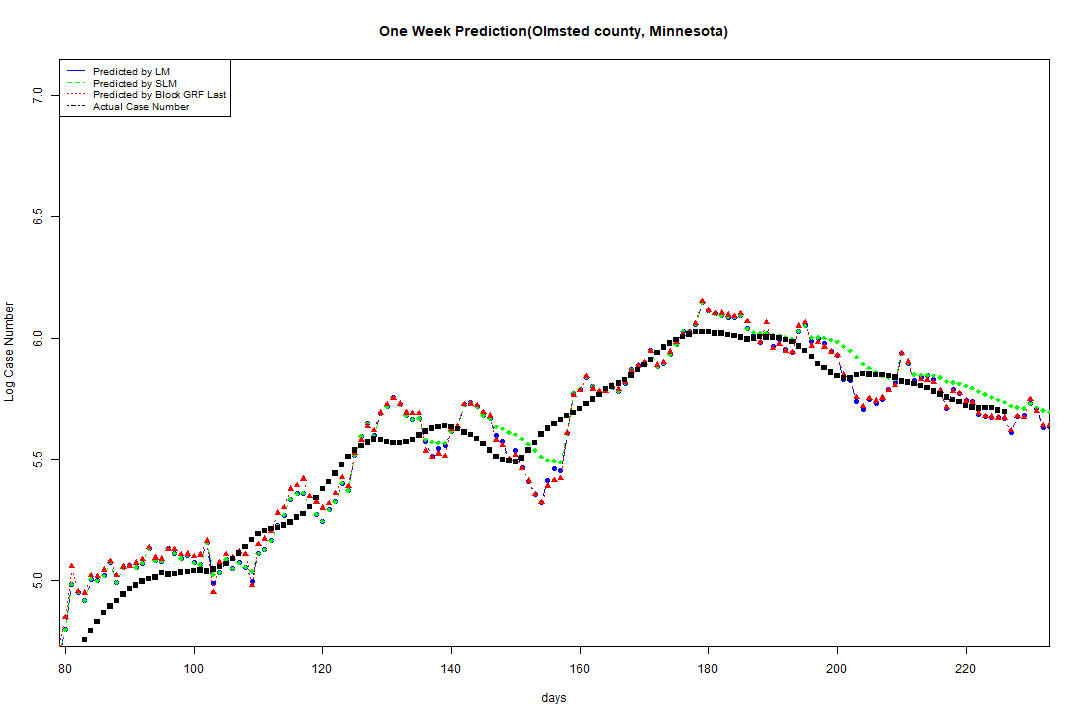 One Week Prediction(Olmsted county, Minnesota)
Predicted by LM
Predicted by SLM
Predicted by Block GRF Last
Actual Case Number
7.0
6.5
6.0
5.5
5.0
Log Case Number
80 100 120 140 160 180 200 220
days